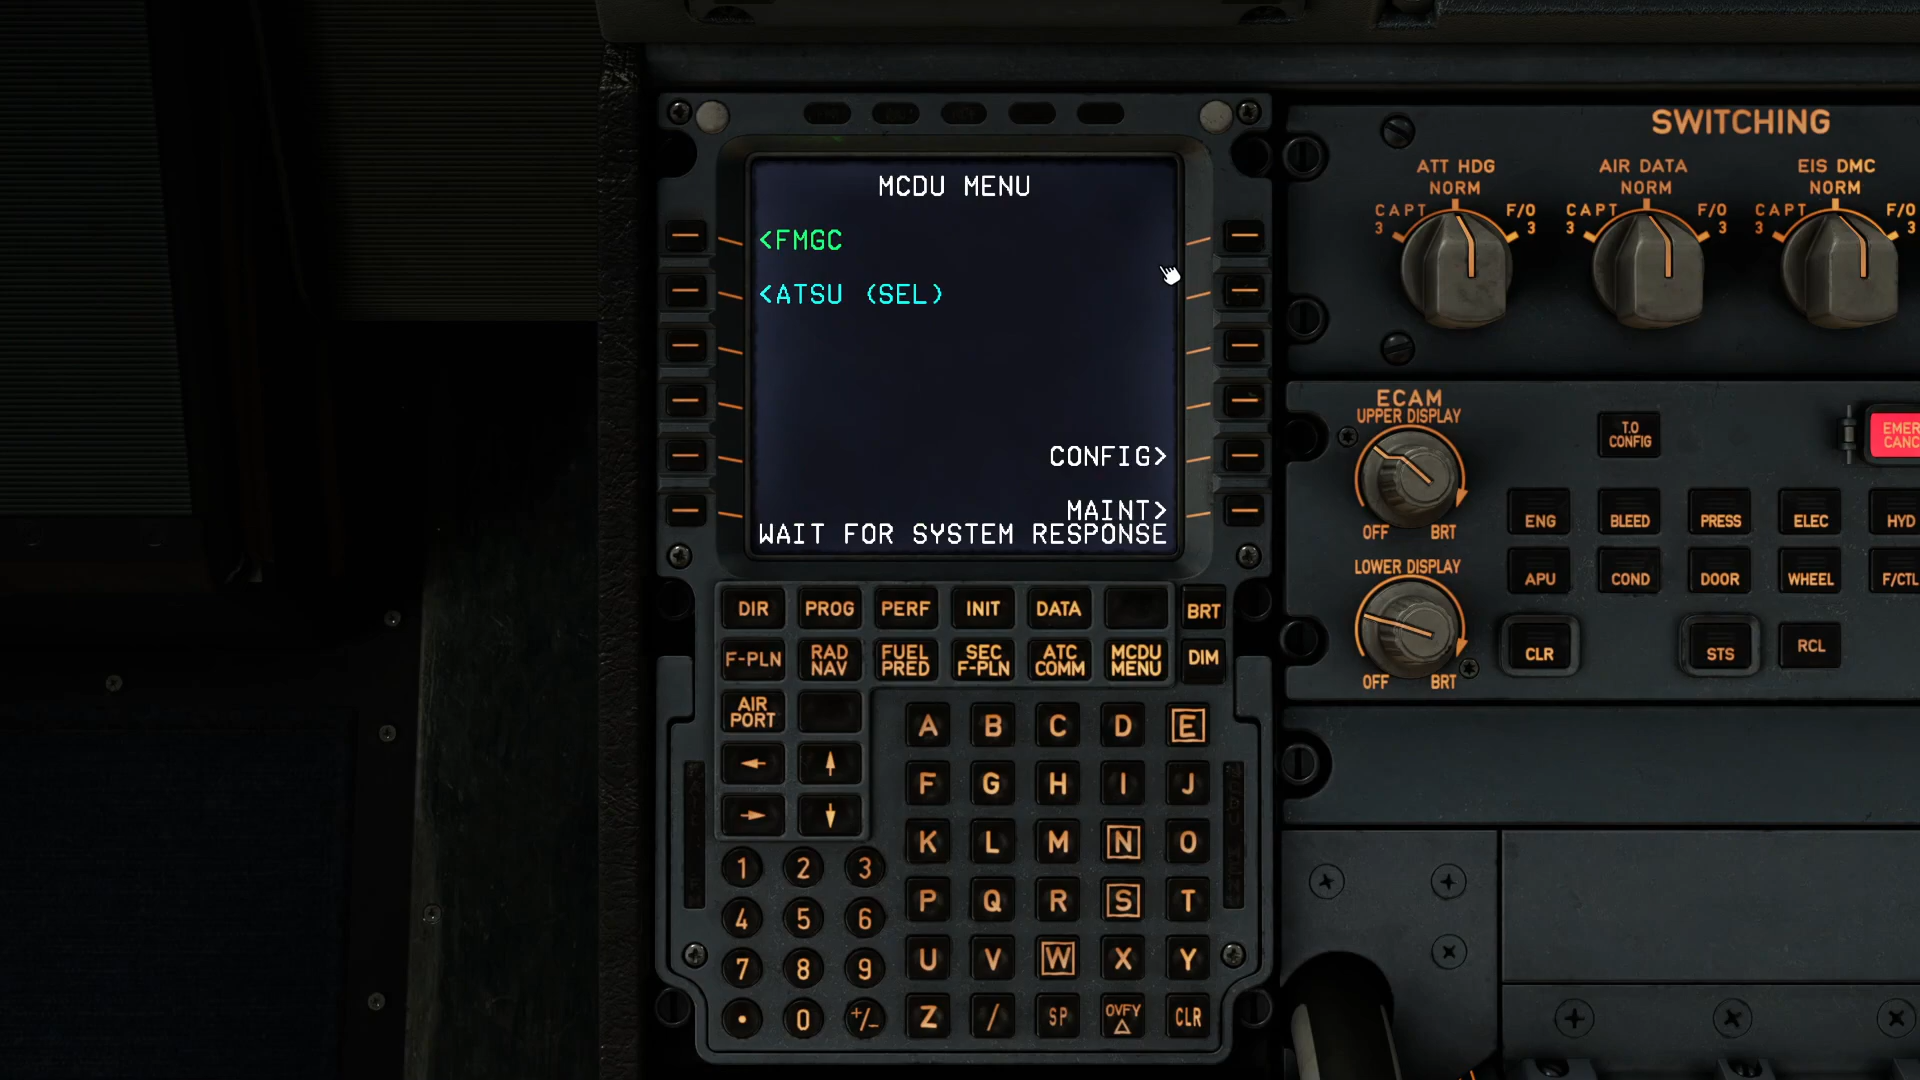 MCDU MENU
<FMGC
<ATSU (SEL)
CONFIG>
MAINT>
WAIT FOR SYSTEM RESPONSE
DIR PROG PERF INIT DATA BRT
F-PLN RAD NAV FUEL PRED SEC F-PLN ATC COMM MCDU MENU DIM
AIR PORT
← ↑
→ ↓
A B C D E
F G H I J
K L M N O
P Q R S T
U V W X Y
Z / SP OVFY △ CLR
1 2 3
4 5 6
7 8 9
. 0 +/-
SWITCHING
ATT HDG AIR DATA EIS DMC
NORM NORM NORM
CAPT 3 F/O 3 CAPT 3 F/O 3 CAPT 3 F/O 3
ECAM
UPPER DISPLAY
OFF BRT
LOWER DISPLAY
OFF BRT
T.O CONFIG
EMER
CANC
ENG BLEED PRESS ELEC HYD
APU COND DOOR WHEEL F/CTL
CLR STS RCL